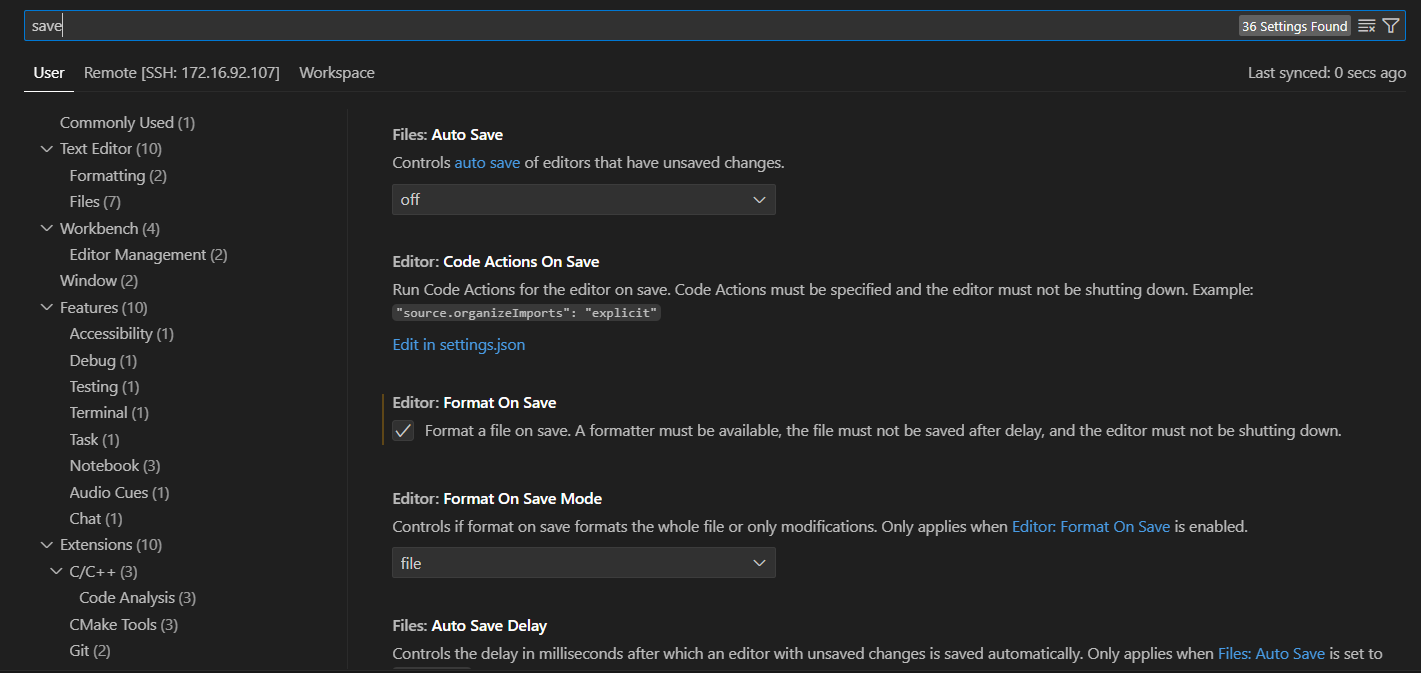 save
36 Settings Found
User Remote [SSH: 172.16.92.107] Workspace
Last synced: 0 secs ago
Commonly Used (1)
Text Editor (10)
Formatting (2)
Files (7)
Workbench (4)
Editor Management (2)
Window (2)
Features (10)
Accessibility (1)
Debug (1)
Testing (1)
Terminal (1)
Task (1)
Notebook (3)
Audio Cues (1)
Chat (1)
Extensions (10)
C/C++ (3)
Code Analysis (3)
CMake Tools (3)
Git (2)
Files: Auto Save
Controls auto save of editors that have unsaved changes.
off
Editor: Code Actions On Save
Run Code Actions for the editor on save. Code Actions must be specified and the editor must not be shutting down. Example:
"source.organizeImports": "explicit"
Edit in settings.json
Editor: Format On Save
Format a file on save. A formatter must be available, the file must not be saved after delay, and the editor must not be shutting down.
Editor: Format On Save Mode
Controls if format on save formats the whole file or only modifications. Only applies when Editor: Format On Save is enabled.
file
Files: Auto Save Delay
Controls the delay in milliseconds after which an editor with unsaved changes is saved automatically. Only applies when Files: Auto Save is set to